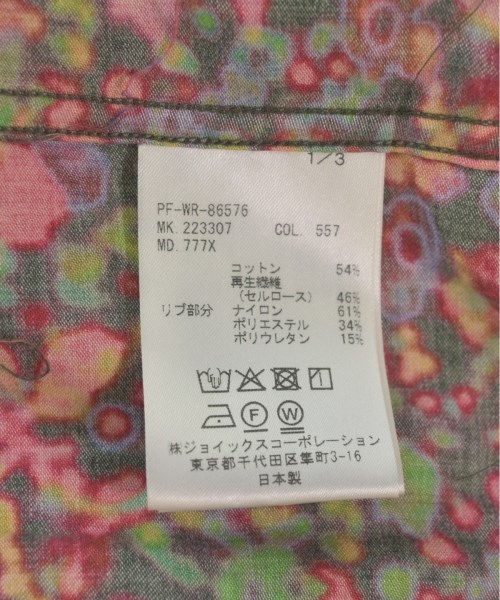 1/3
PF-WR-86576
MK. 223307 COL. 557
MD. 777X
コットン 54%
再生繊維
(セルロース) 46%
リブ部分 ナイロン 61%
ポリエステル 34%
ポリウレタン 15%
F W
㈱ジョイックスコーポレーション
東京都千代田区隼町3-16
日本製